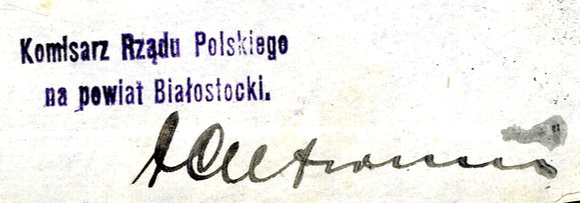 Komisarz Rządu Polskiego
na powiat Białostocki.